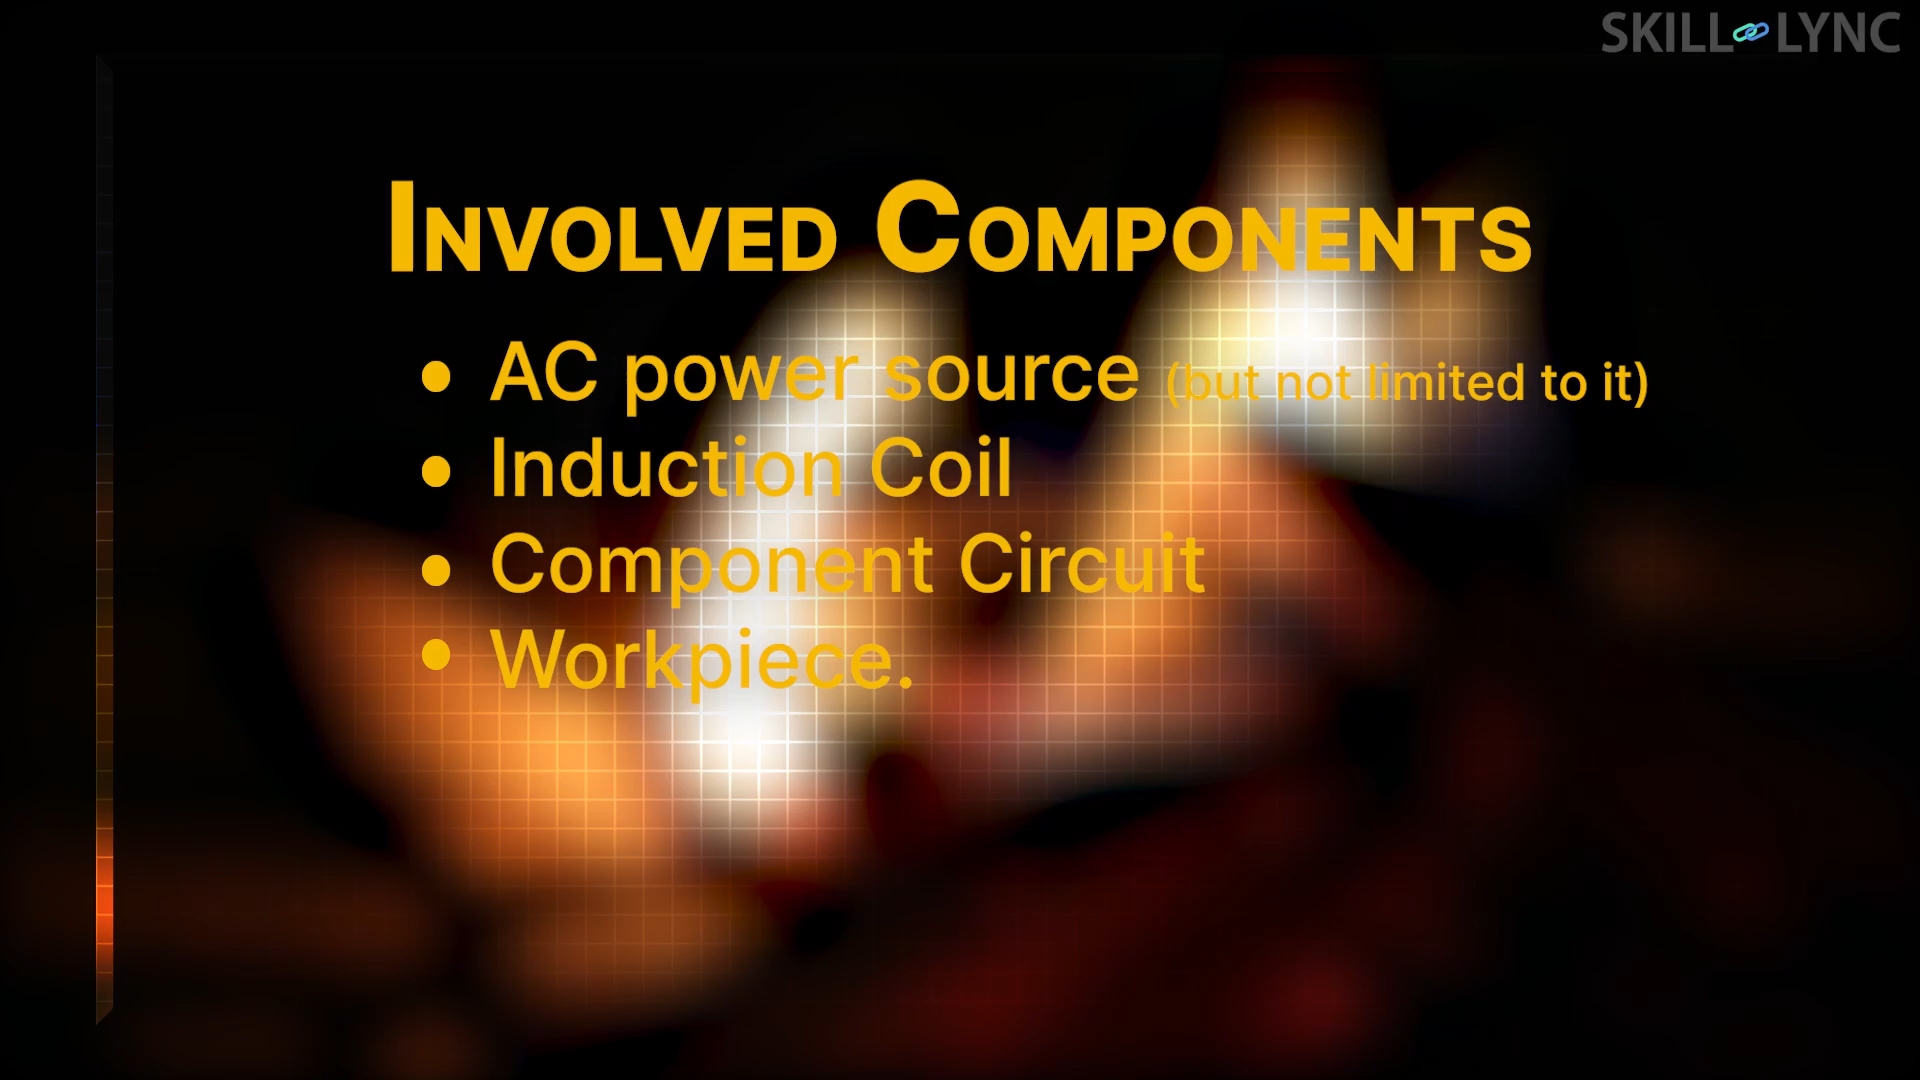 SKILL LYNC
INVOLVED COMPONENTS
• AC power source (but not limited to it)
• Induction Coil
• Component Circuit
• Workpiece.